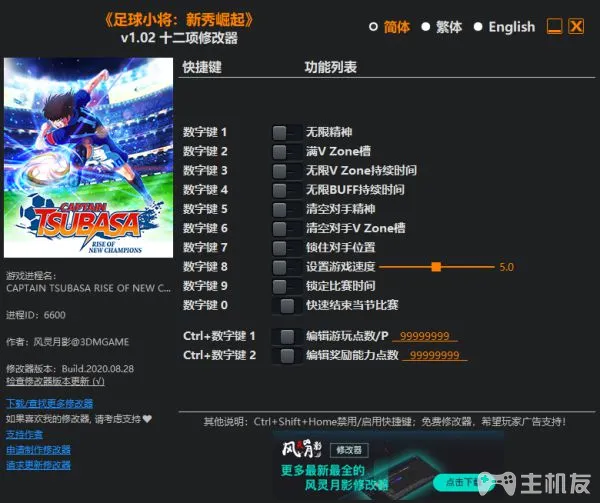 《足球小将：新秀崛起》
v1.02 十二项修改器
简体 繁体 English
快捷键 功能列表
数字键 1 无限精神
数字键 2 满V Zone槽
数字键 3 无限V Zone持续时间
数字键 4 无限BUFF持续时间
数字键 5 清空对手精神
数字键 6 清空对手V Zone槽
数字键 7 锁住对手位置
数字键 8 设置游戏速度 5.0
数字键 9 锁定比赛时间
数字键 0 快速结束当节比赛
Ctrl+数字键 1 编辑游玩点数/P 99999999
Ctrl+数字键 2 编辑奖励能力点数 99999999
CAPTAIN
TSUBASA
RISE OF
NEW CHAMPIONS
游戏进程名：
CAPTAIN TSUBASA RISE OF NEW C...
进程ID：6600
作者：风灵月影@3DMGAME
修改器版本：Build.2020.08.28
检查修改器版本更新 (√)
下载/查找更多修改器
如果喜欢我的修改器, 请考虑支持❤
支持作者
申请制作修改器
请求更新修改器
其他说明：Ctrl+Shift+Home禁用/启用快捷键；免费修改器，希望玩家广告支持！
风灵月影 修改器
更多最新最全的
风灵月影修改器
点击下载
主机友